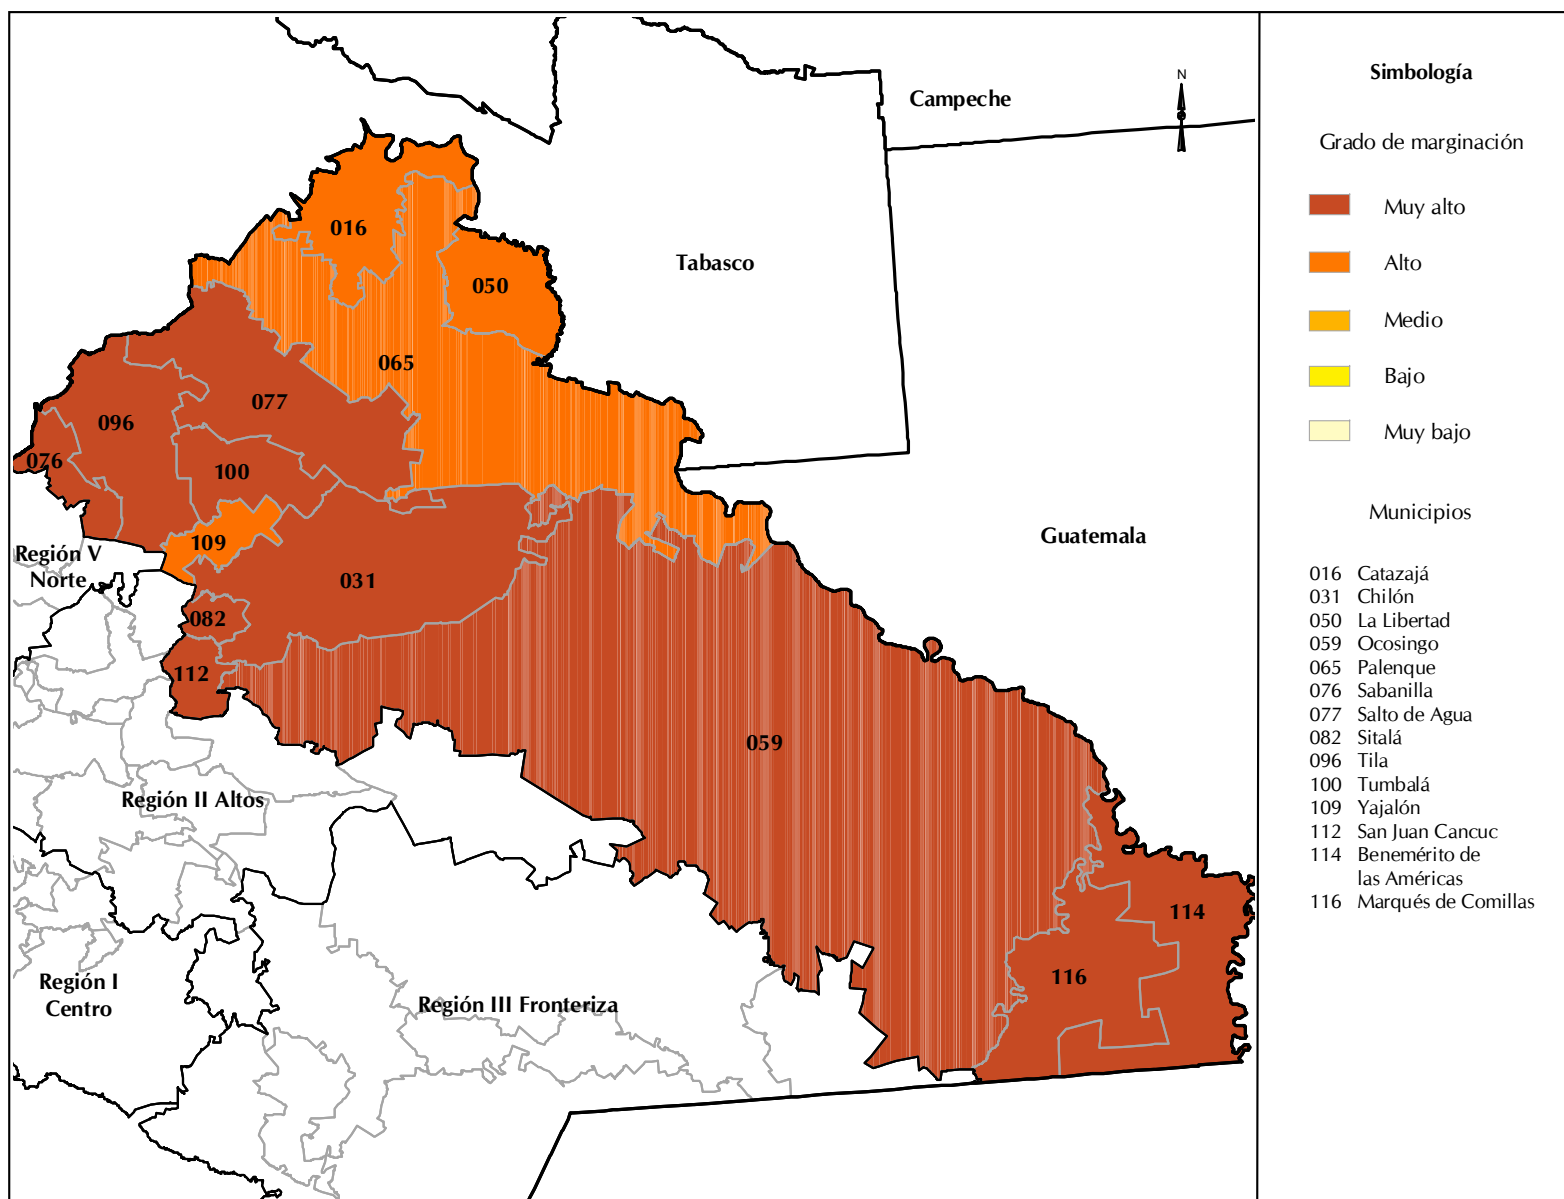 Campeche
N
Tabasco
Guatemala
016
050
065
077
096
076
100
109
031
082
112
059
114
116
Región V
Norte
Región II Altos
Región I
Centro
Región III Fronteriza
Simbología
Grado de marginación
Muy alto
Alto
Medio
Bajo
Muy bajo
Municipios
016 Catazajá
031 Chilón
050 La Libertad
059 Ocosingo
065 Palenque
076 Sabanilla
077 Salto de Agua
082 Sitalá
096 Tila
100 Tumbalá
109 Yajalón
112 San Juan Cancuc
114 Benemérito de
las Américas
116 Marqués de Comillas